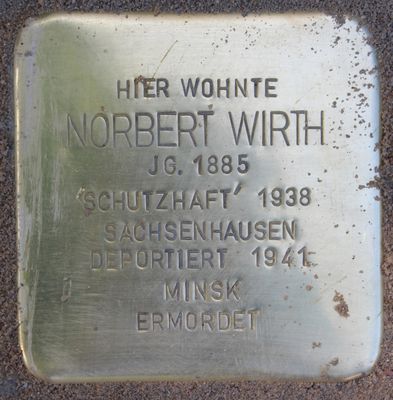 HIER WOHNTE
NORBERT WIRTH
JG. 1885
'SCHUTZHAFT' 1938
SACHSENHAUSEN
DEPORTIERT 1941
MINSK
ERMORDET